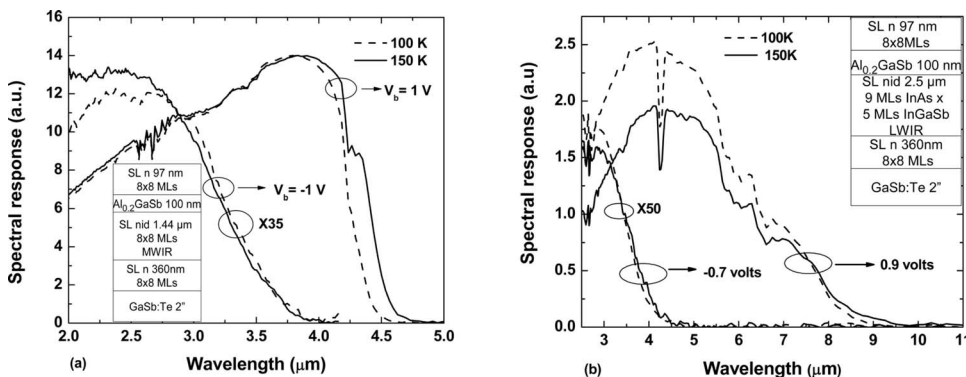 16
14
12
10
8
6
4
2
0
Spectral response (a.u.)
100 K
150 K
V_b= 1 V
V_b= -1 V
X35
SL n 97 nm
8x8 MLs
Al0.2GaSb 100 nm
SL nid 1.44 μm
8x8 MLs
MWIR
SL n 360nm
8x8 MLs
GaSb:Te 2"
2.0 2.5 3.0 3.5 4.0 4.5 5.0
Wavelength (μm)
(a)
2.5
2.0
1.5
1.0
0.5
0.0
Spectral response (a.u.)
100K
150K
X50
-0.7 volts
0.9 volts
SL n 97 nm
8x8MLs
Al0.2GaSb 100 nm
SL nid 2.5 μm
9 MLs InAs x
5 MLs InGaSb
LWIR
SL n 360nm
8x8 MLs
GaSb:Te 2"
3 4 5 6 7 8 9 10 11
Wavelength (μm)
(b)